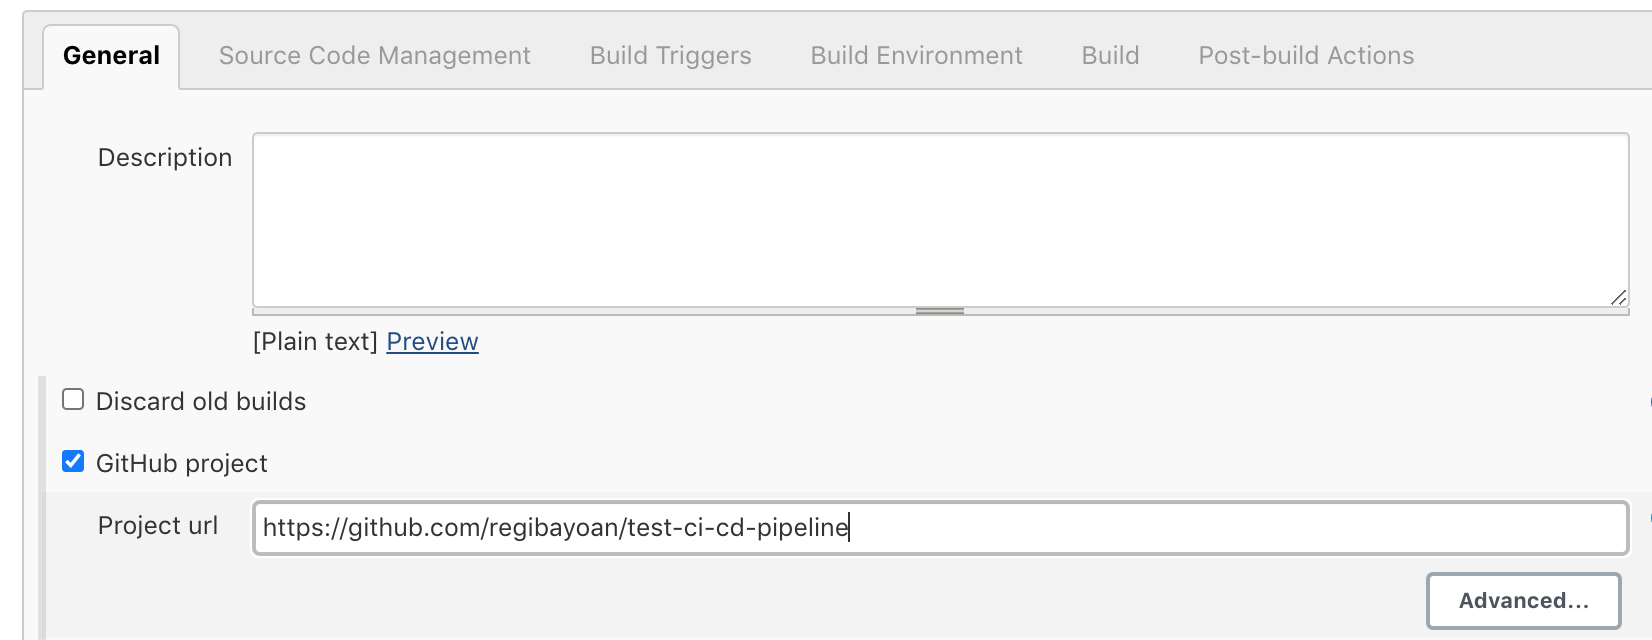 General Source Code Management Build Triggers Build Environment Build Post-build Actions
Description
[Plain text] Preview
Discard old builds
GitHub project
Project url https://github.com/regibayoan/test-ci-cd-pipeline
Advanced...